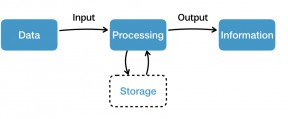 Input
Output
Data
Processing
Information
Storage